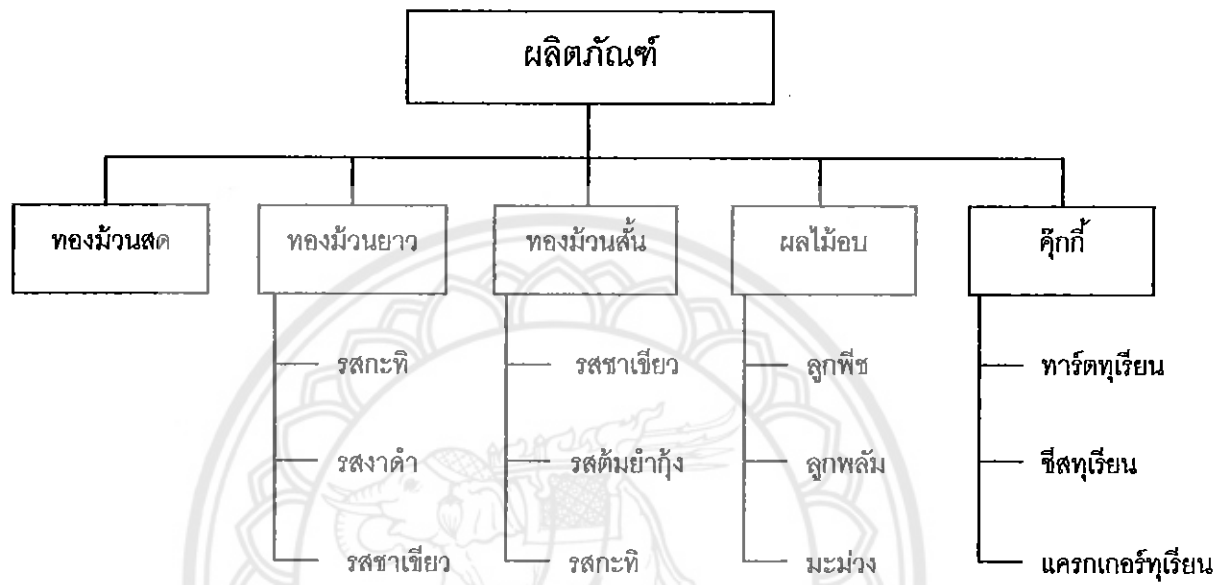 ผลิตภัณฑ์
ทองม้วนสด ทองม้วนยาว ทองม้วนสั้น ผลไม้อบ คุ๊กกี้
รสกะทิ รสชาเขียว ลูกพีช ทาร์ตทุเรียน
รสงาดำ รสต้มยำกุ้ง ลูกพลัม ชีสทุเรียน
รสชาเขียว รสกะทิ มะม่วง แครกเกอร์ทุเรียน